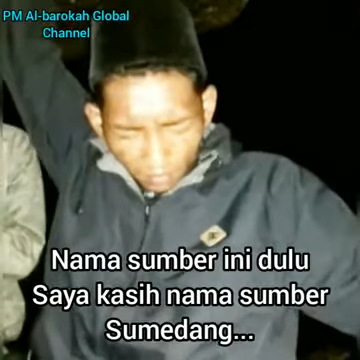 PM Al-barokah Global
Channel
Nama sumber ini dulu
Saya kasih nama sumber
Sumedang...